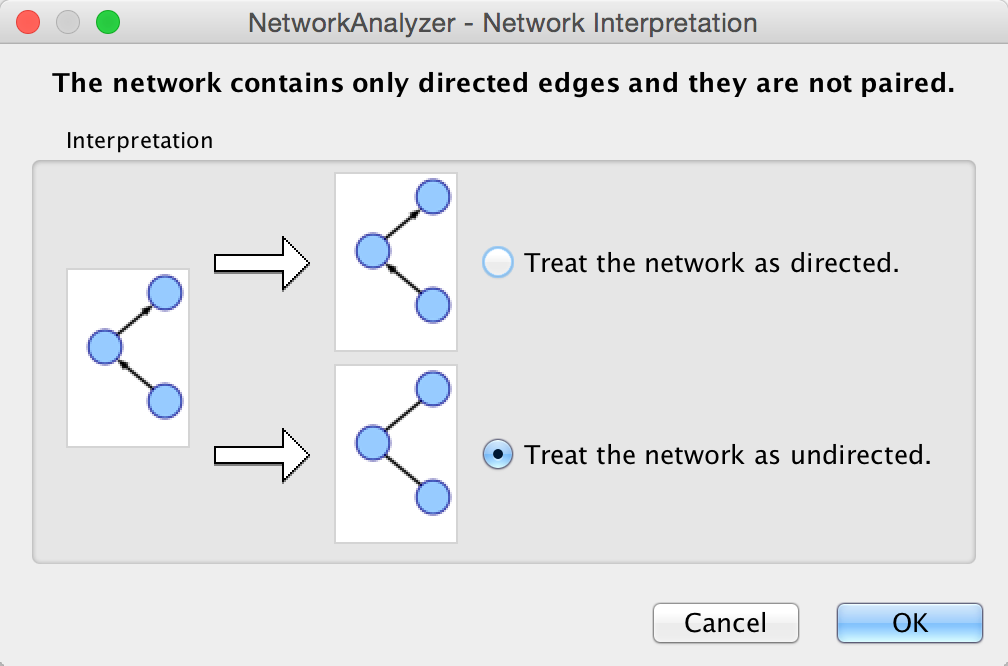 NetworkAnalyzer - Network Interpretation
The network contains only directed edges and they are not paired.
Interpretation
Treat the network as directed.
Treat the network as undirected.
Cancel
OK